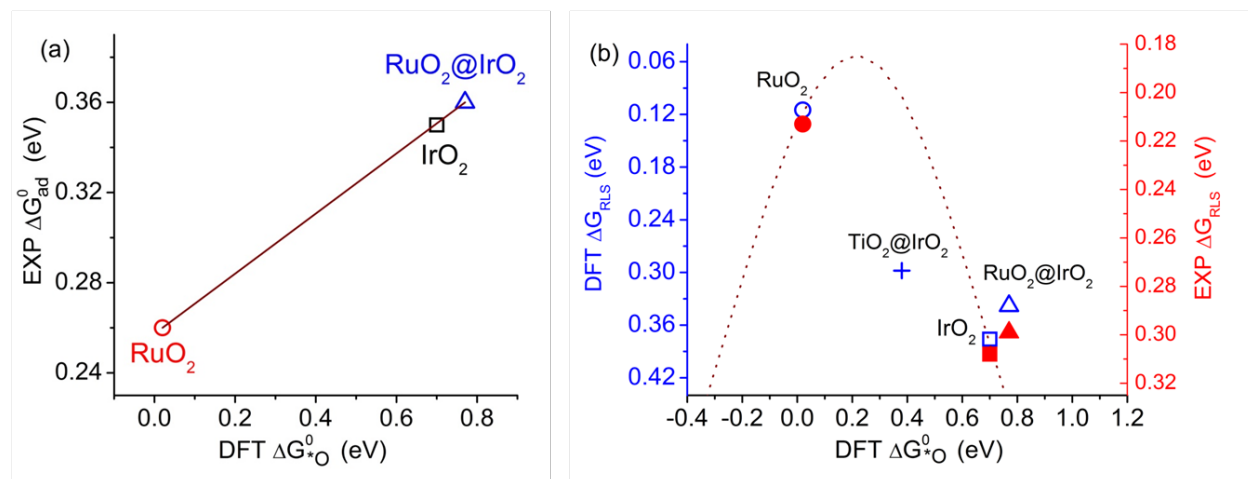 (a)
RuO₂@IrO₂
IrO₂
RuO₂
0.36
0.32
0.28
0.24
EXP ΔG⁰ad (eV)
0.0 0.2 0.4 0.6 0.8
DFT ΔG⁰*O (eV)
(b)
RuO₂
TiO₂@IrO₂
RuO₂@IrO₂
IrO₂
0.06
0.12
0.18
0.24
0.30
0.36
0.42
DFT ΔGRLS (eV)
0.18
0.20
0.22
0.24
0.26
0.28
0.30
0.32
EXP ΔGRLS (eV)
-0.4 -0.2 0.0 0.2 0.4 0.6 0.8 1.0 1.2
DFT ΔG⁰*O (eV)